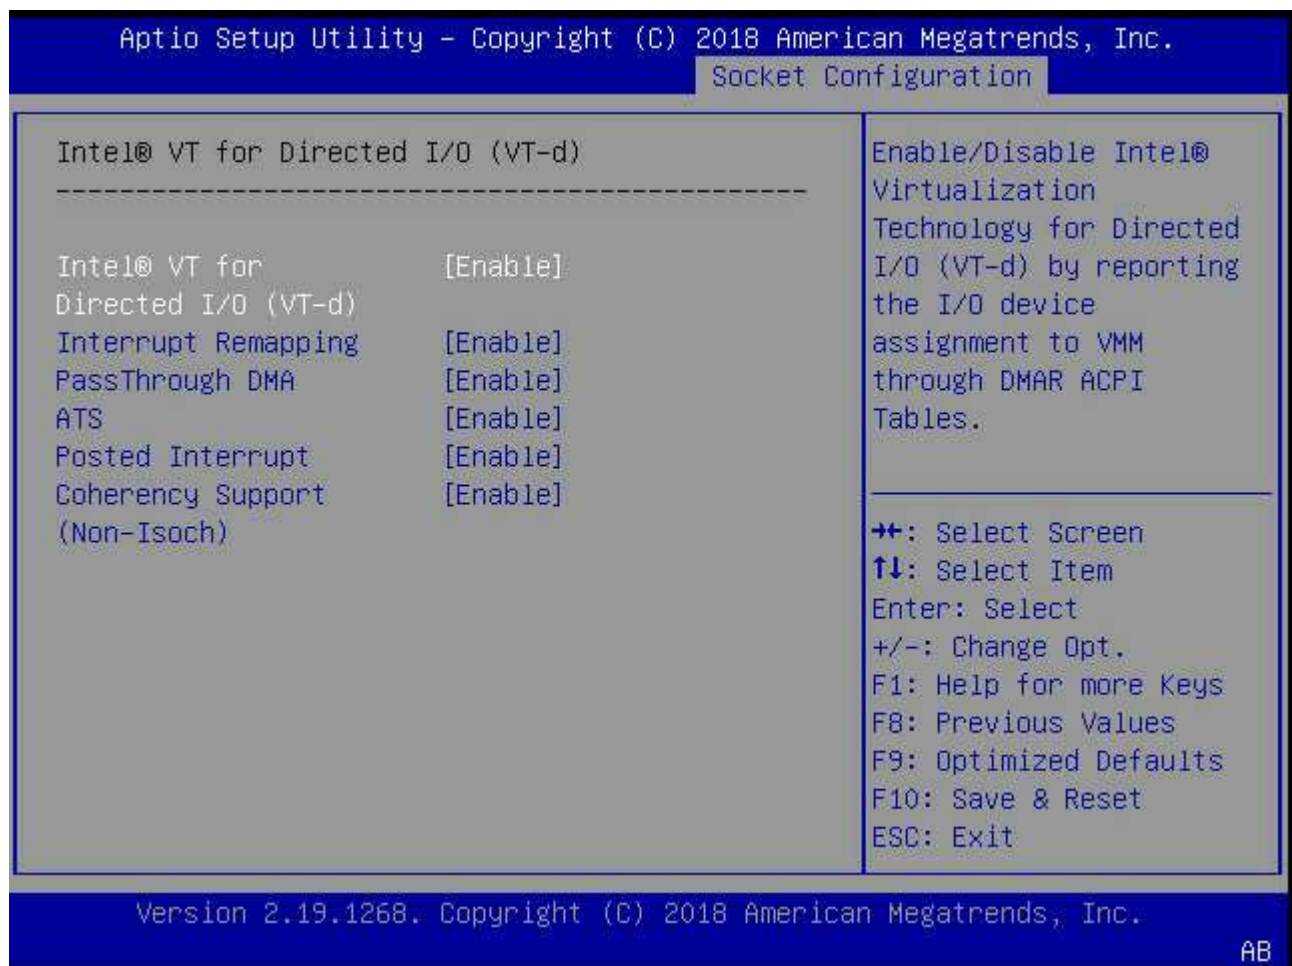 Aptio Setup Utility – Copyright (C) 2018 American Megatrends, Inc.
Socket Configuration
Intel® VT for Directed I/O (VT-d)
-----------------------------------------------
Intel® VT for [Enable]
Directed I/O (VT-d)
Interrupt Remapping [Enable]
PassThrough DMA [Enable]
ATS [Enable]
Posted Interrupt [Enable]
Coherency Support [Enable]
(Non-Isoch)
Enable/Disable Intel®
Virtualization
Technology for Directed
I/O (VT-d) by reporting
the I/O device
assignment to VMM
through DMAR ACPI
Tables.
→←: Select Screen
↑↓: Select Item
Enter: Select
+/-: Change Opt.
F1: Help for more Keys
F8: Previous Values
F9: Optimized Defaults
F10: Save & Reset
ESC: Exit
Version 2.19.1268. Copyright (C) 2018 American Megatrends, Inc.
AB